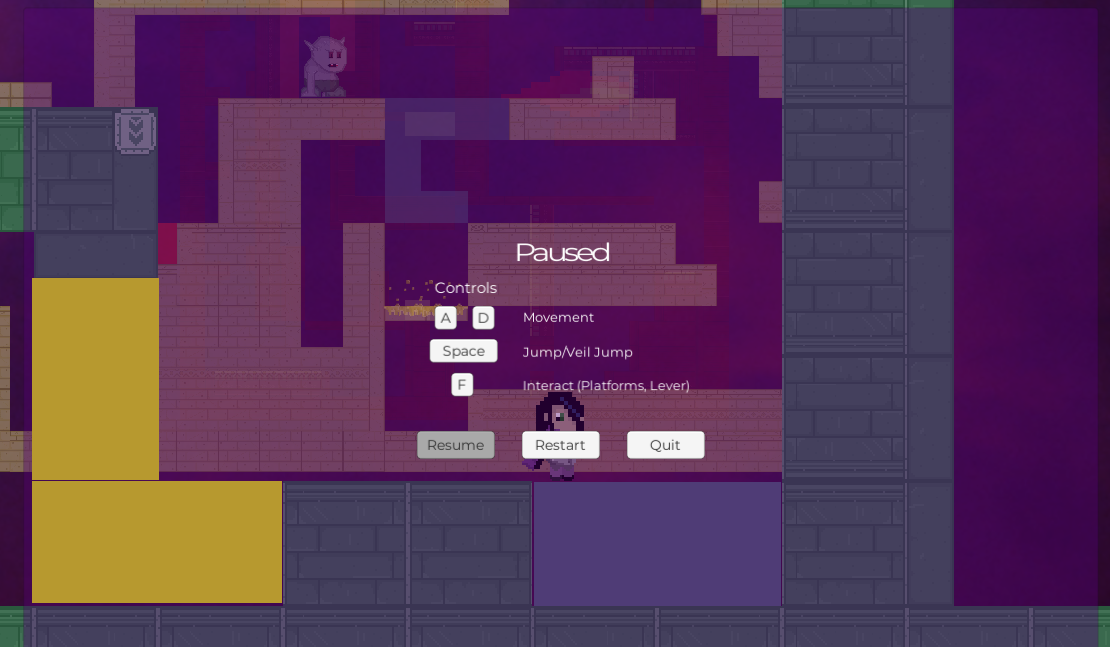 Paused
Controls
A D Movement
Space Jump/Veil Jump
F Interact (Platforms, Lever)
Resume Restart Quit